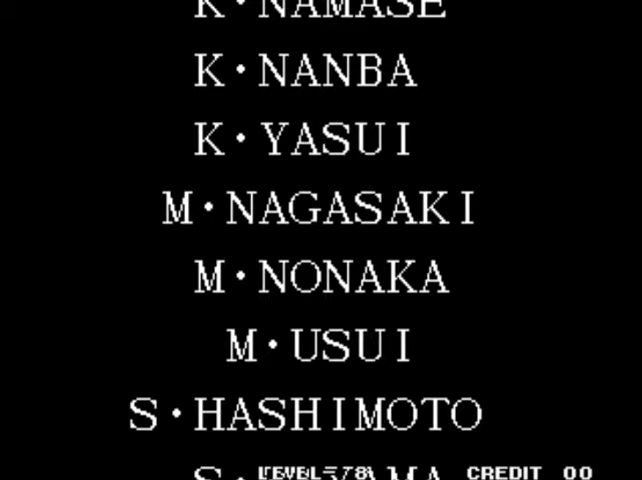 K・NAMASE
K・NANBA
K・YASUI
M・NAGASAKI
M・NONAKA
M・USUI
S・HASHIMOTO
CREDIT 00